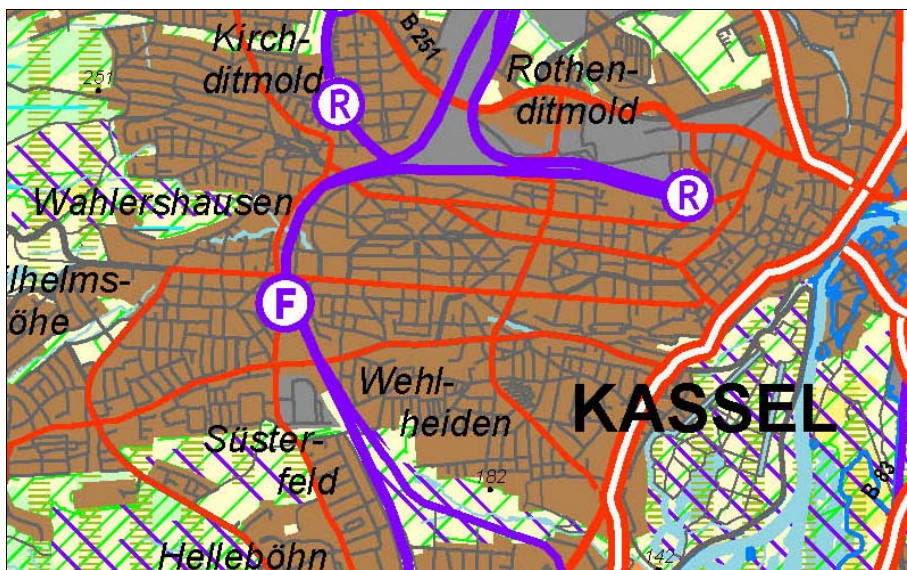 Kirch-
ditmold
B 251
Rothen-
ditmold
251
R
R
Wahlershausen
ilhelms-
öhe
F
Wehl-
heiden
KASSEL
Süster-
feld
182
B 83
Helleböhn
142